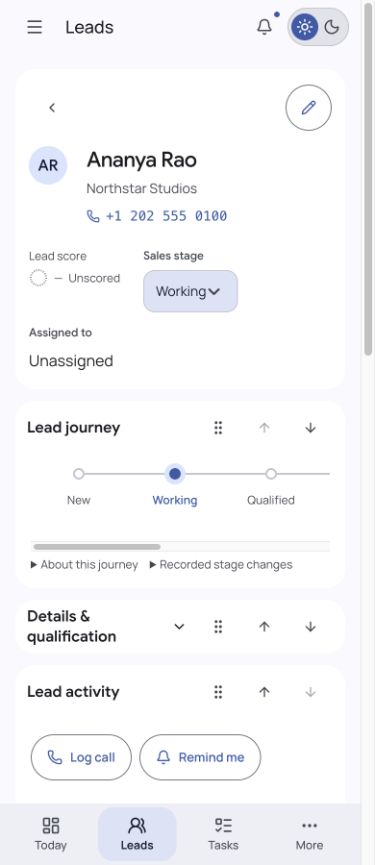 Leads
Ananya Rao
AR
Northstar Studios
+1 202 555 0100
Lead score
Sales stage
– Unscored
Working
Assigned to
Unassigned
Lead journey
New
Working
Qualified
About this journey
Recorded stage changes
Details &
qualification
Lead activity
Log call
Remind me
Today
Leads
Tasks
More